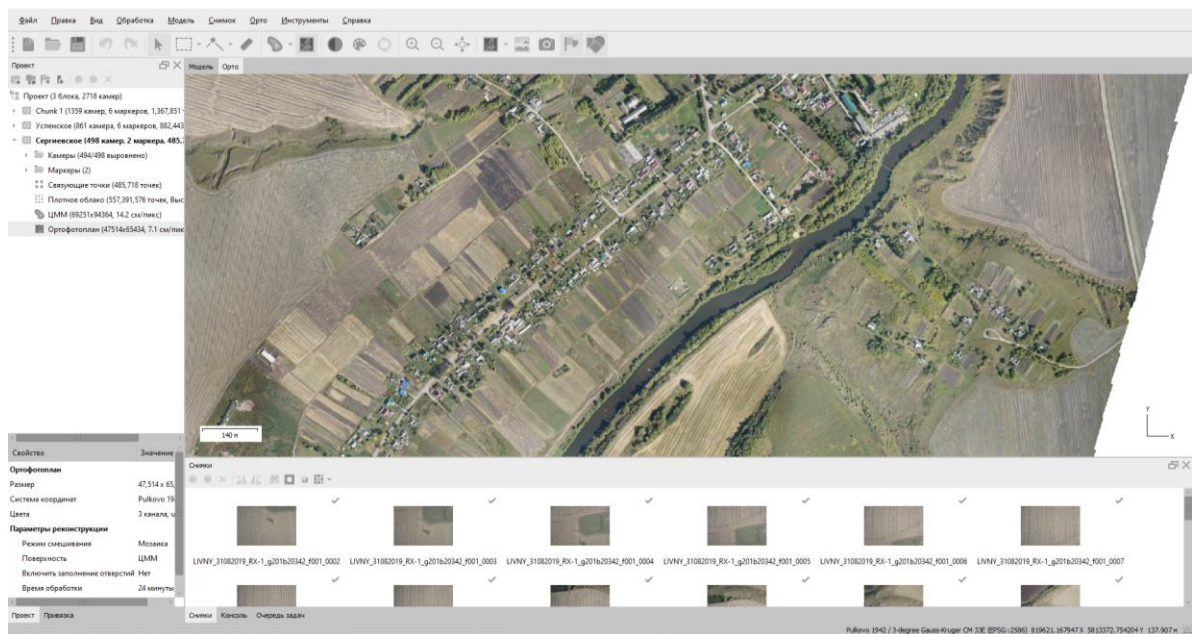 Файл Правка Вид Обработка Модель Снимок Орто Инструменты Справка
Проект
Модель Орто
Проект (3 блока, 2718 камер)
Chunk 1 (1359 камер, 6 маркеров, 1,367,851
Успенское (861 камера, 6 маркеров, 882,443
Сергиевское (498 камер, 2 маркера, 485,
Камеры (494/498 выровнено)
Маркеры (2)
Связующие точки (485,718 точек)
Плотное облако (557,391,576 точек, Выс
ЦММ (69251x94364, 14.2 см/пикс)
Ортофотоплан (47514x65434, 7.1 см/пик
140 м
Y
X
Свойство Значение
Ортофотоплан
Размер 47,514 x 65,
Система координат Pulkovo 19
Цвета 3 канала, u
Параметры реконструкции
Режим смешивания Мозаика
Поверхность ЦММ
Включить заполнение отверстий Нет
Время обработки 24 минуты
Проект Привязка
Снимки
LIVNY_31082019_RX-1_g201b20342_f001_0002 LIVNY_31082019_RX-1_g201b20342_f001_0003 LIVNY_31082019_RX-1_g201b20342_f001_0004 LIVNY_31082019_RX-1_g201b20342_f001_0005 LIVNY_31082019_RX-1_g201b20342_f001_0006 LIVNY_31082019_RX-1_g201b20342_f001_0007
Снимки Консоль Очередь задач
Pulkovo 1942 / 3-degree Gauss-Kruger CM 33E (EPSG::2586) 819621.167947 X 5813372.754204 Y 137.907 м